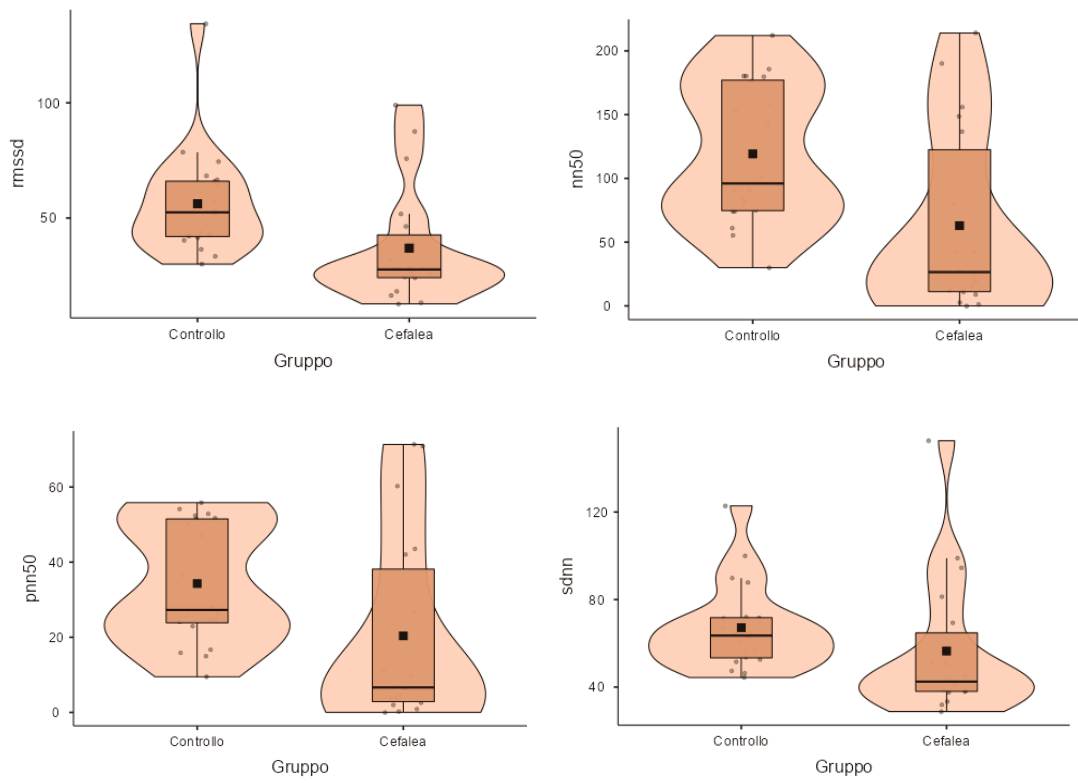 rmssd
100
50
Controllo Cefalea
Gruppo
nn50
200
150
100
50
0
Controllo Cefalea
Gruppo
pnn50
60
40
20
0
Controllo Cefalea
Gruppo
sdnn
120
80
40
Controllo Cefalea
Gruppo